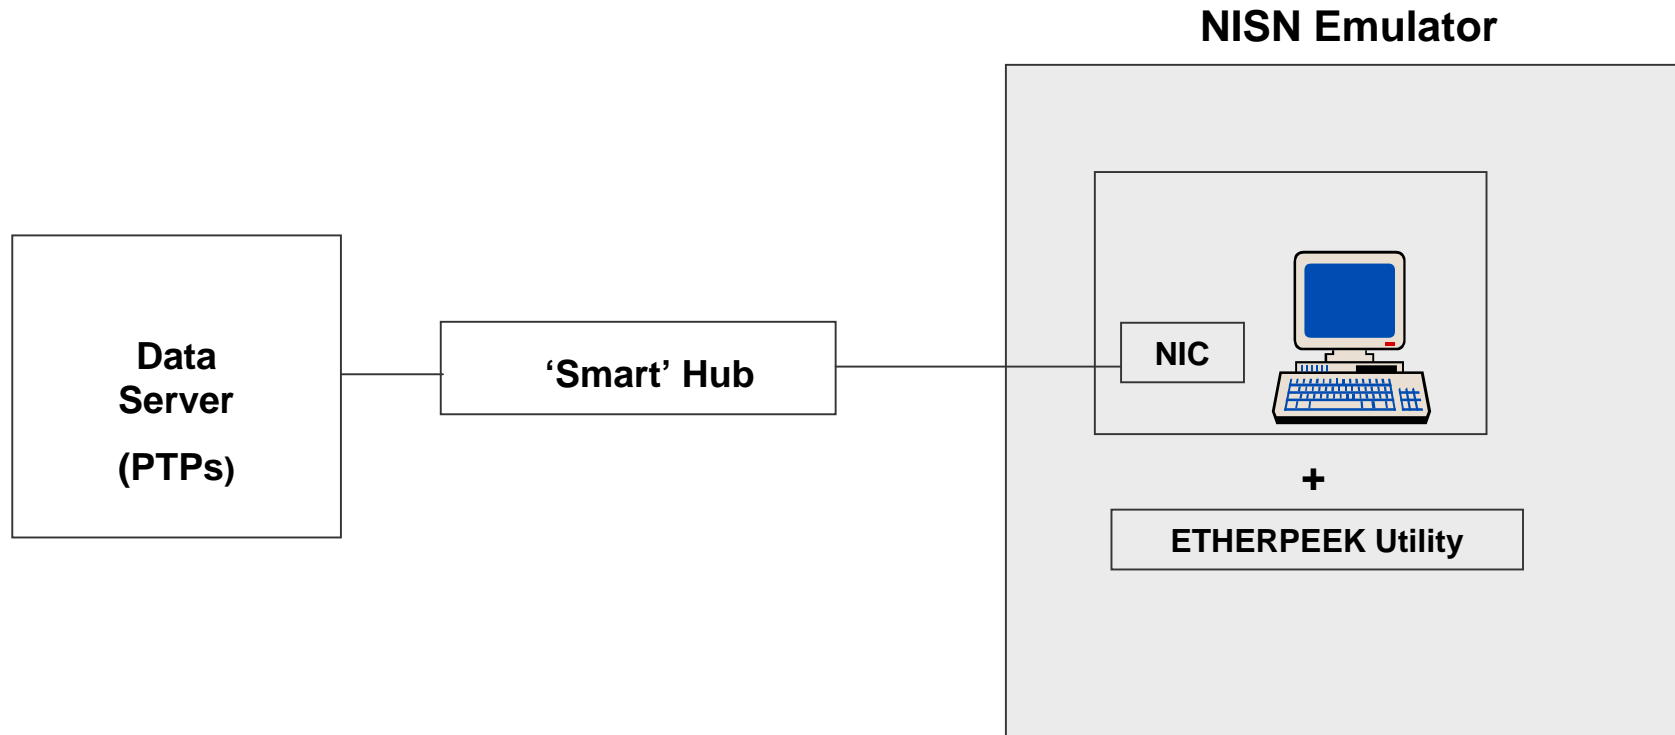 NISN Emulator
Data
Server
(PTPs)
‘Smart’ Hub
NIC
+
ETHERPEEK Utility